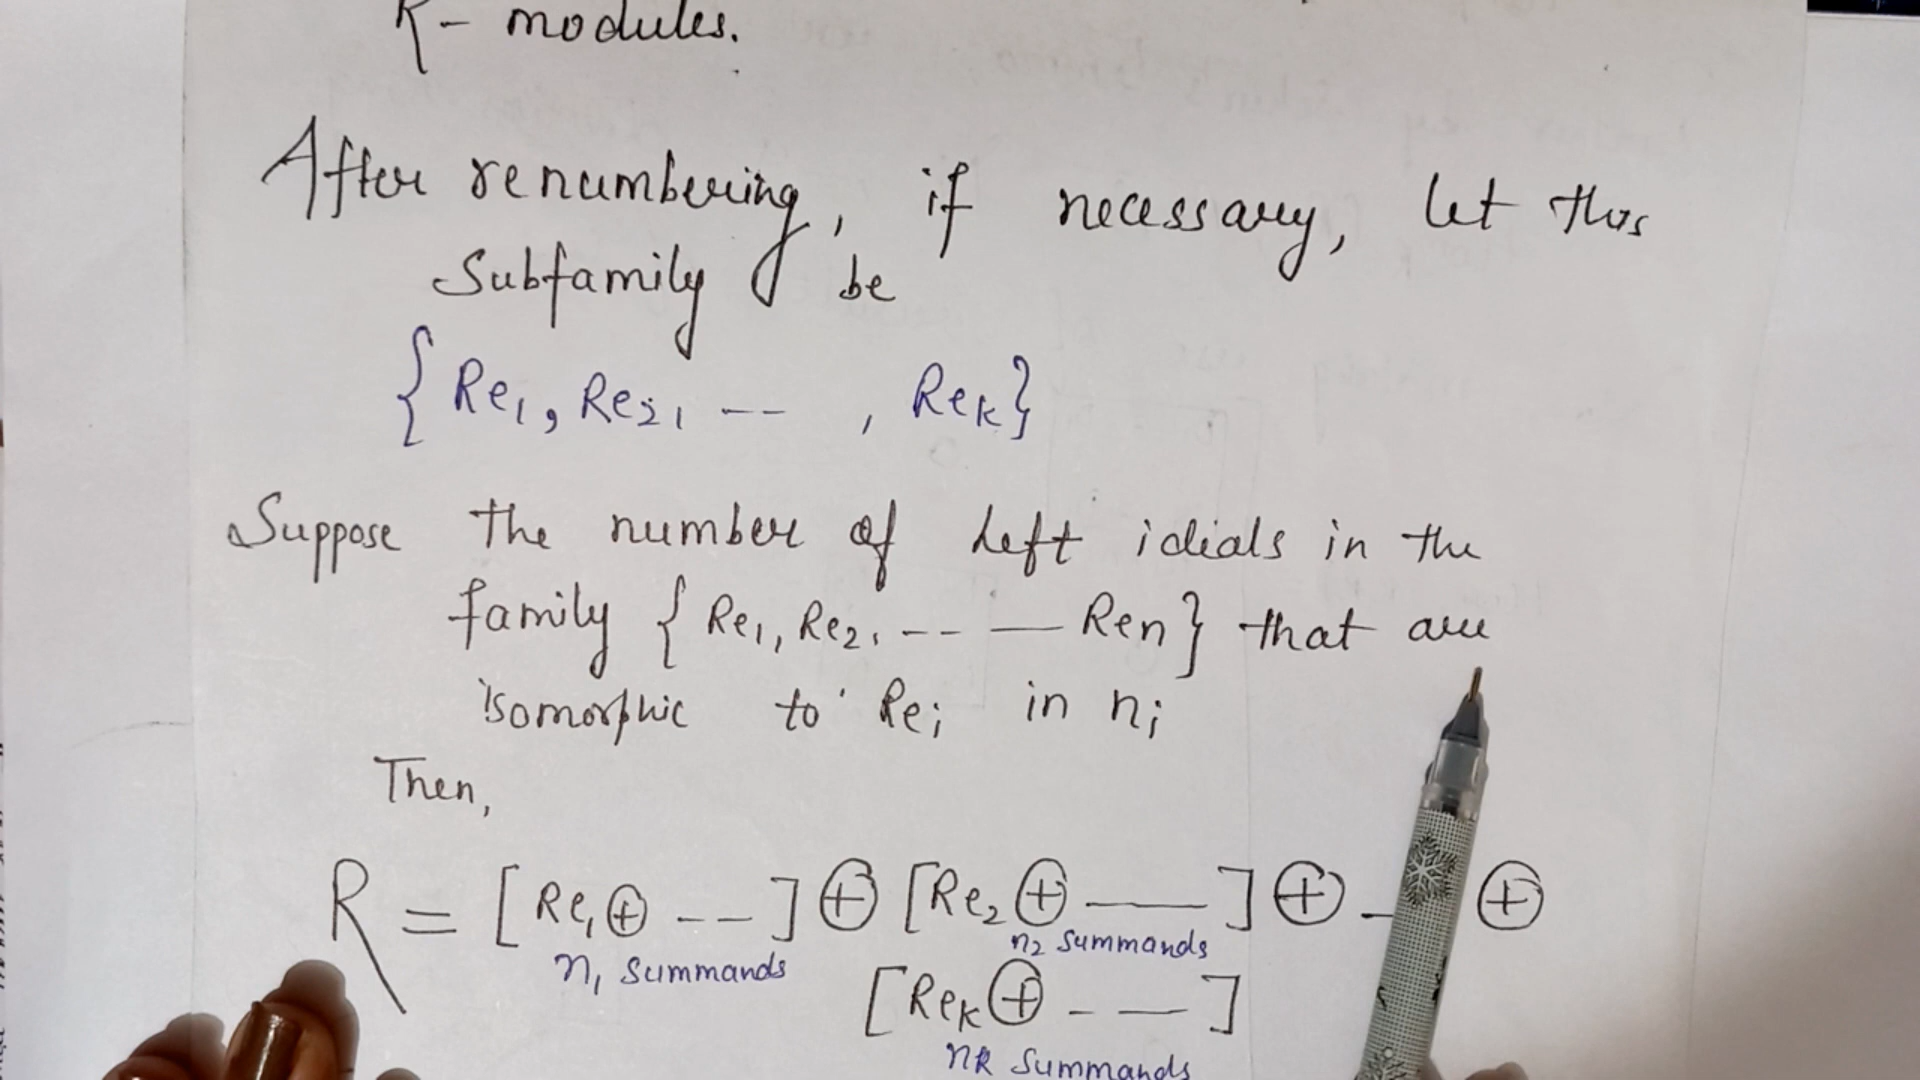 R- modules.
After renumbering, if necessary, let this
Subfamily be
{Re₁, Re₂, -- , Reₖ}
Suppose the number of left idials in the
family {Re₁, Re₂, -- — Ren} that are
isomorphic to Reᵢ in nᵢ
Then,
R = [Re₁⊕ --] ⊕ [Re₂⊕ —] ⊕ - ⊕
n₁ Summands n₂ Summands
[Reₖ⊕ - —]
nₖ Summands